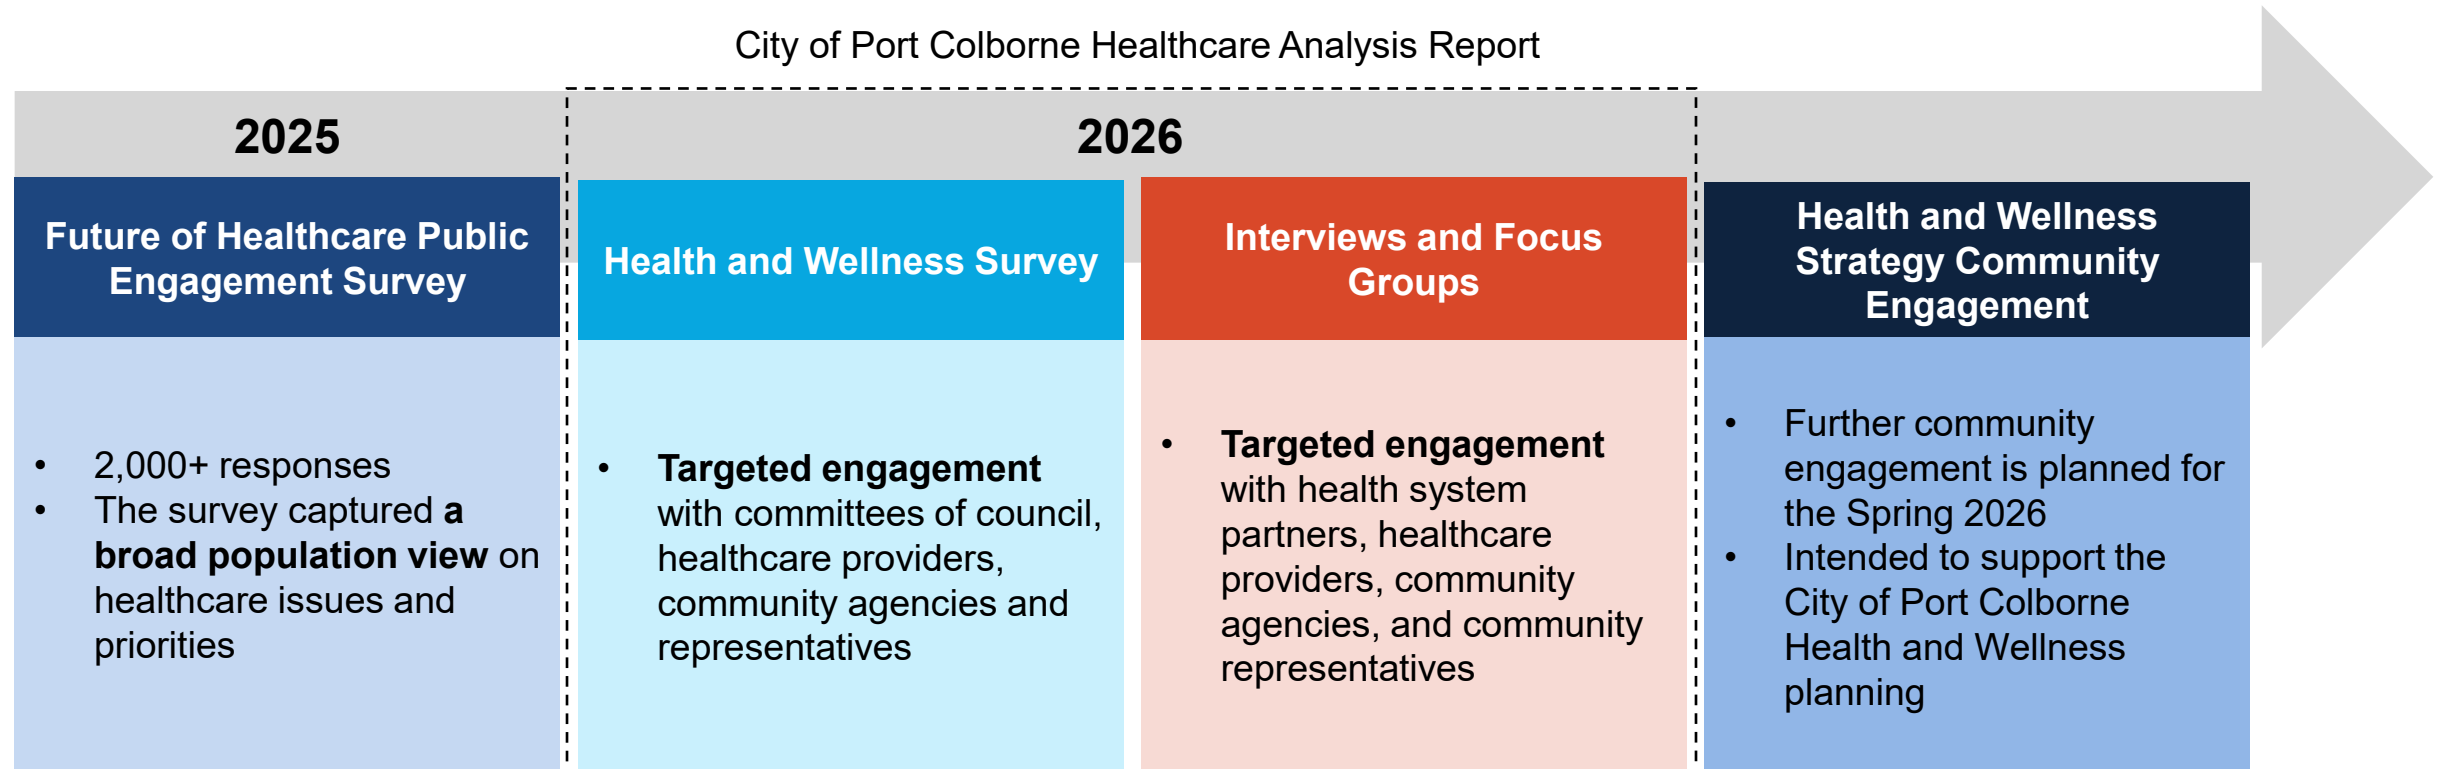 City of Port Colborne Healthcare Analysis Report
2025
2026
Future of Healthcare Public
Engagement Survey
• 2,000+ responses
• The survey captured a
broad population view on
healthcare issues and
priorities
Health and Wellness Survey
• Targeted engagement
with committees of council,
healthcare providers,
community agencies and
representatives
Interviews and Focus
Groups
• Targeted engagement
with health system
partners, healthcare
providers, community
agencies, and community
representatives
Health and Wellness
Strategy Community
Engagement
• Further community
engagement is planned for
the Spring 2026
• Intended to support the
City of Port Colborne
Health and Wellness
planning